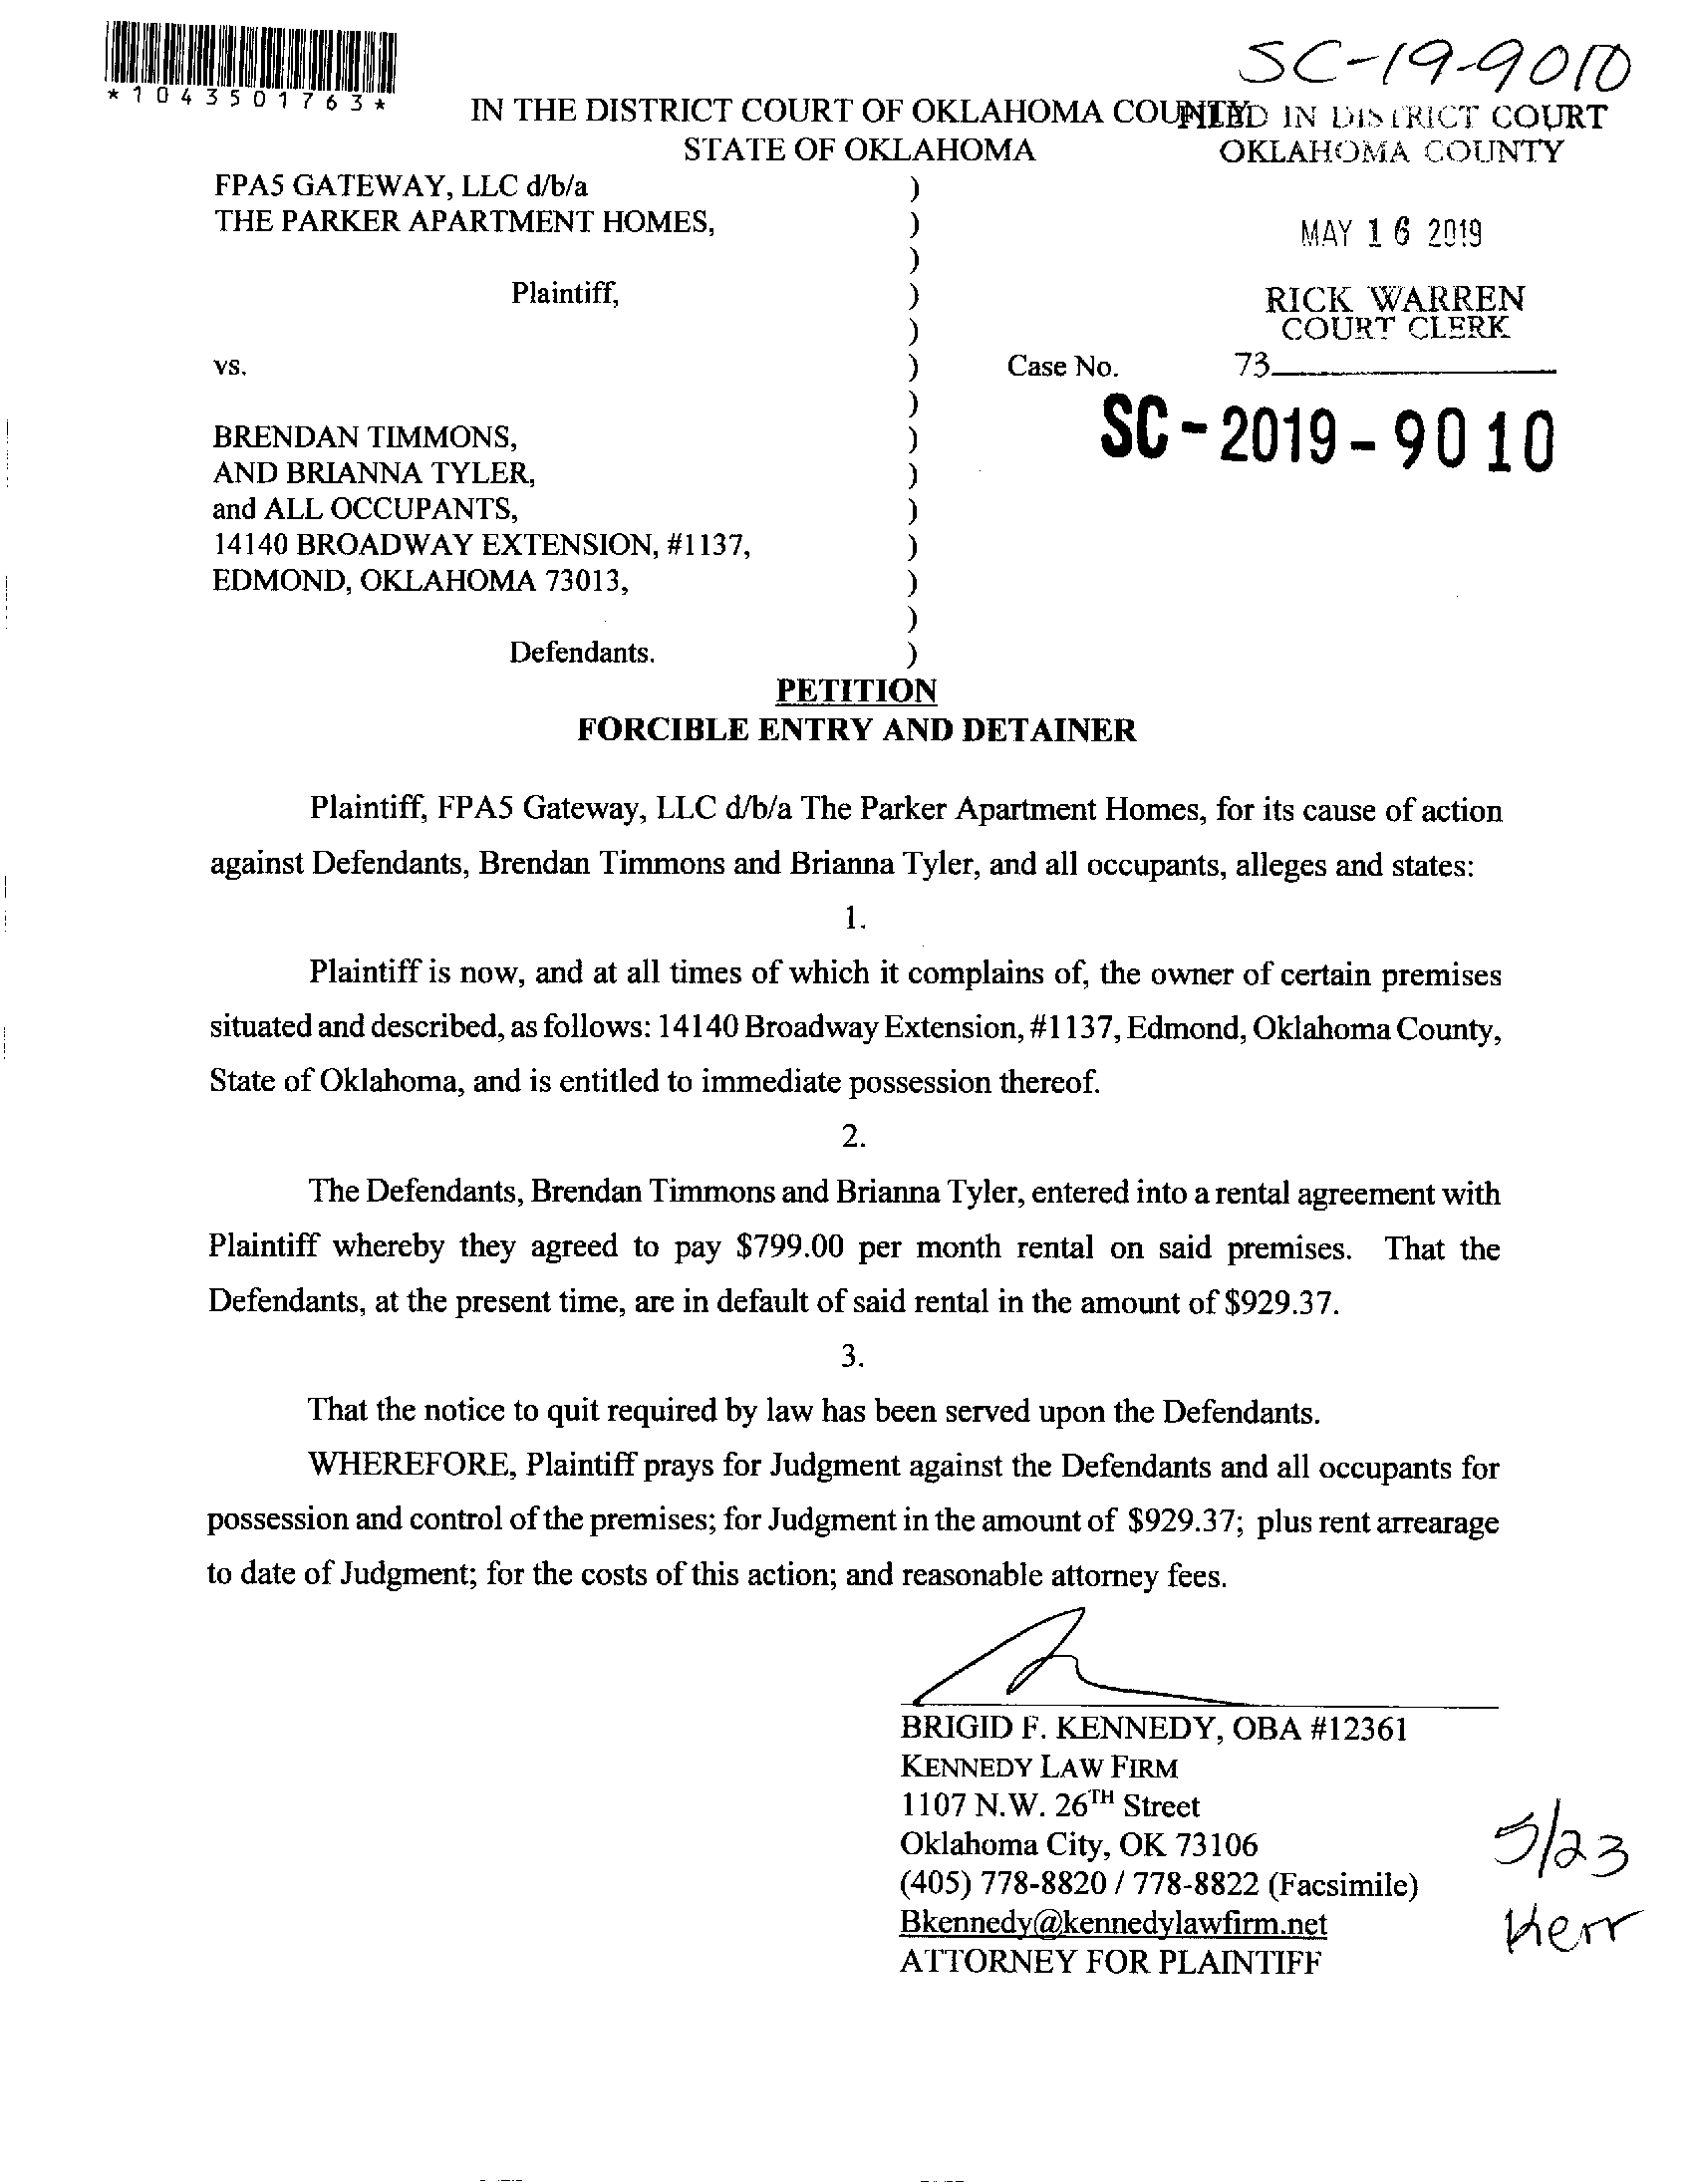 SC-19-9010
*1043501763*
IN THE DISTRICT COURT OF OKLAHOMA COUNTY
STATE OF OKLAHOMA
FILED IN DISTRICT COURT
OKLAHOMA COUNTY
FPA5 GATEWAY, LLC d/b/a )
THE PARKER APARTMENT HOMES, )
)
MAY 16 2019
Plaintiff, )
RICK WARREN
COURT CLERK
)
vs. ) Case No. 73
)
SC-2019-9010
BRENDAN TIMMONS, )
AND BRIANNA TYLER, )
and ALL OCCUPANTS, )
14140 BROADWAY EXTENSION, #1137, )
EDMOND, OKLAHOMA 73013, )
)
Defendants. )
PETITION
FORCIBLE ENTRY AND DETAINER
Plaintiff, FPA5 Gateway, LLC d/b/a The Parker Apartment Homes, for its cause of action
against Defendants, Brendan Timmons and Brianna Tyler, and all occupants, alleges and states:
1.
Plaintiff is now, and at all times of which it complains of, the owner of certain premises
situated and described, as follows: 14140 Broadway Extension, #1137, Edmond, Oklahoma County,
State of Oklahoma, and is entitled to immediate possession thereof.
2.
The Defendants, Brendan Timmons and Brianna Tyler, entered into a rental agreement with
Plaintiff whereby they agreed to pay $799.00 per month rental on said premises. That the
Defendants, at the present time, are in default of said rental in the amount of $929.37.
3.
That the notice to quit required by law has been served upon the Defendants.
WHEREFORE, Plaintiff prays for Judgment against the Defendants and all occupants for
possession and control of the premises; for Judgment in the amount of $929.37; plus rent arrearage
to date of Judgment; for the costs of this action; and reasonable attorney fees.
BRIGID F. KENNEDY, OBA #12361
KENNEDY LAW FIRM
1107 N.W. 26TH Street
Oklahoma City, OK 73106
(405) 778-8820 / 778-8822 (Facsimile)
Bkennedy@kennedylawfirm.net
ATTORNEY FOR PLAINTIFF
5/23
Kerr